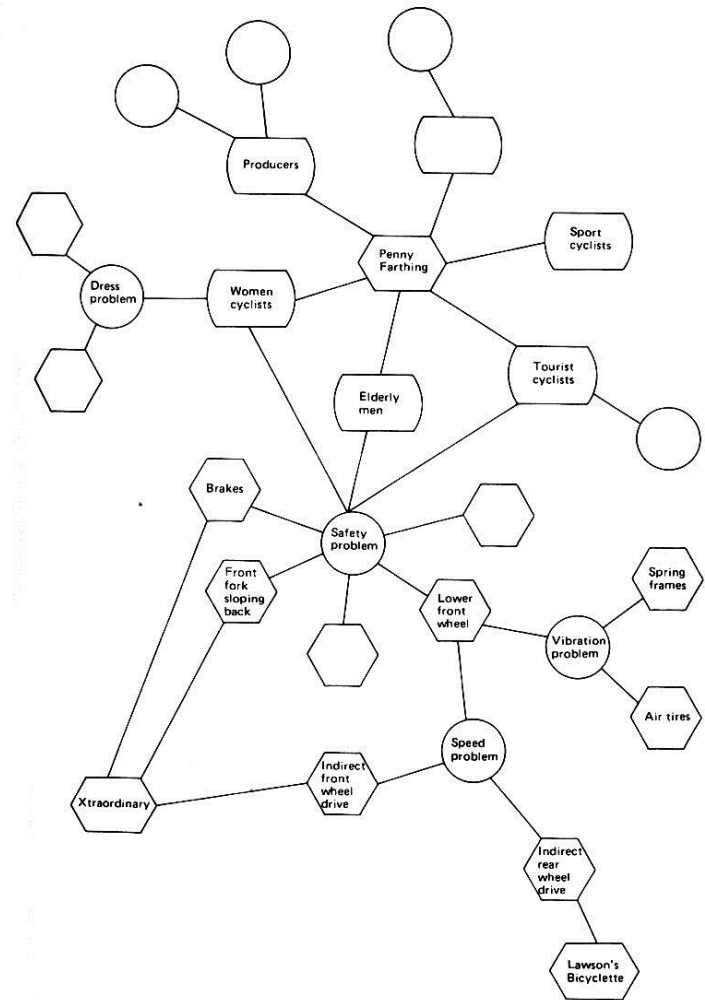 Producers
Sport
cyclists
Penny
Farthing
Dress
problem
Women
cyclists
Tourist
cyclists
Elderly
men
Brakes
Safety
problem
Front
fork
sloping
back
Lower
front
wheel
Spring
frames
Vibration
problem
Air tires
Speed
problem
Indirect
front
wheel
drive
Xtraordinary
Indirect
rear
wheel
drive
Lawson's
Bicyclette